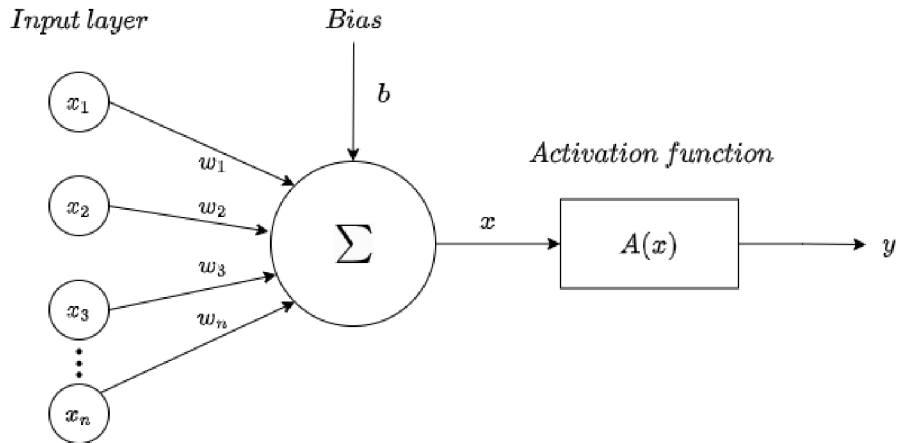 Input layer
Bias
x₁
b
w₁
Activation function
x₂
w₂
∑
x
A(x)
y
w₃
x₃
wₙ
xₙ